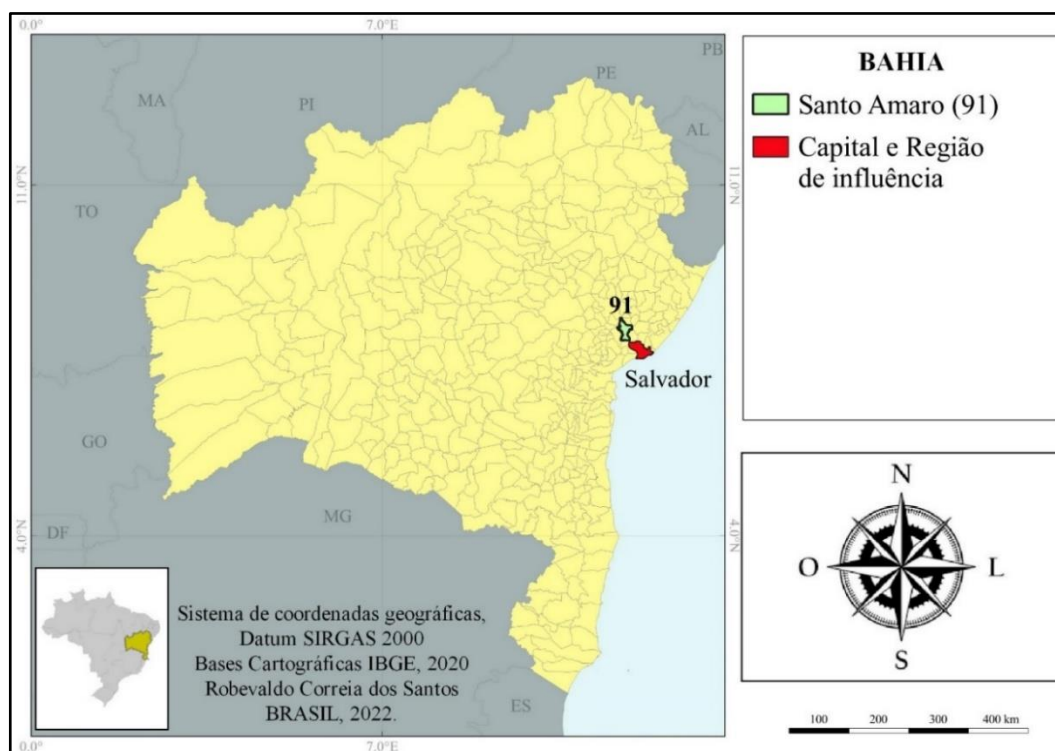 0.0°
7.0°
PB
MA
PI
PE
AL
11.0°N
11.0°N
TO
91
Salvador
GO
MG
DF
4.0°N
4.0°N
ES
Sistema de coordenadas geográficas,
Datum SIRGAS 2000
Bases Cartográficas IBGE, 2020
Robevaldo Correia dos Santos
BRASIL, 2022.
0.0°
7.0°
BAHIA
Santo Amaro (91)
Capital e Região
de influência
N
O
L
S
100 200 300 400 km